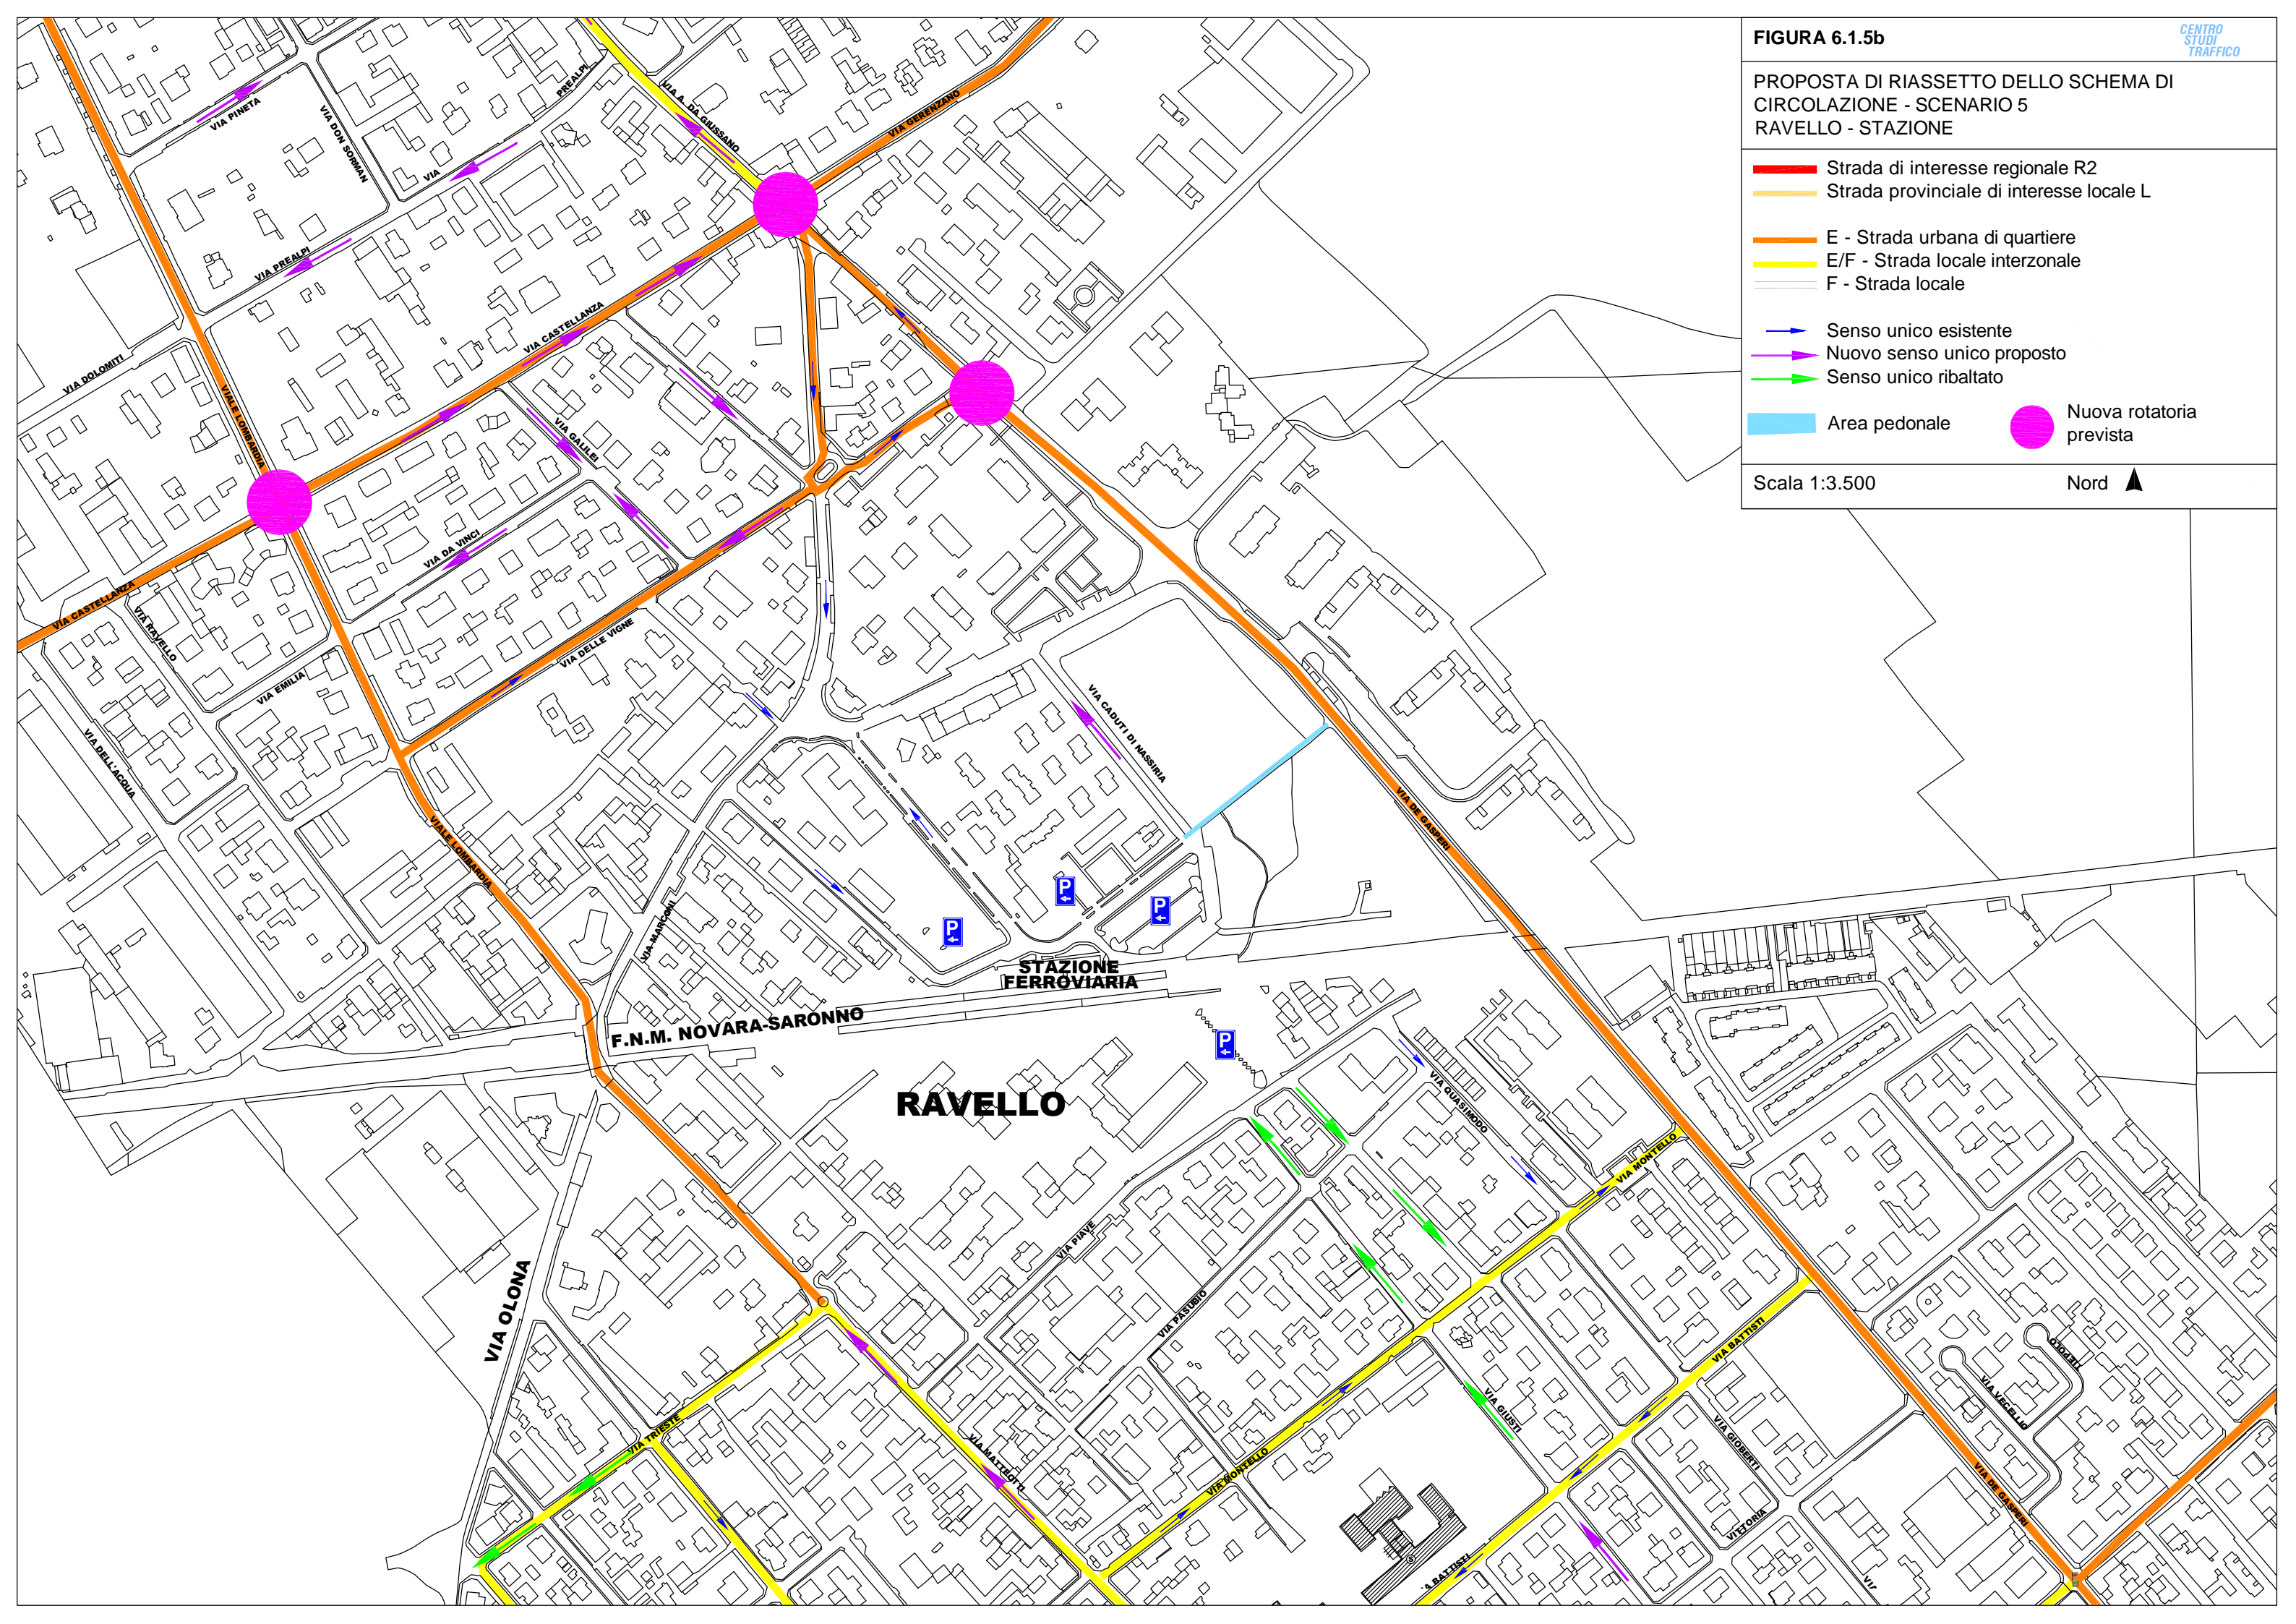 FIGURA 6.1.5b
CENTRO
STUDI
TRAFFICO
PROPOSTA DI RIASSETTO DELLO SCHEMA DI
CIRCOLAZIONE - SCENARIO 5
RAVELLO - STAZIONE
Strada di interesse regionale R2
Strada provinciale di interesse locale L
E - Strada urbana di quartiere
E/F - Strada locale interzonale
F - Strada locale
Senso unico esistente
Nuovo senso unico proposto
Senso unico ribaltato
Area pedonale
Nuova rotatoria
prevista
Scala 1:3.500
Nord
VIA PINETA
VIA DON SORMAN
PREALPI
VIA
VIA A. DA GIUSSANO
VIA GERENZANO
VIA PREALPI
VIA CASTELLANZA
VIA DOLOMITI
VIALE LOMBARDIA
VIA GALILEI
VIA DA VINCI
VIA CASTELLANZA
VIA RAVELLO
VIA EMILIA
VIA DELLE VIGNE
VIA DELL'ACQUA
VIALE LOMBARDIA
VIA CADUTI DI NASSIRIA
VIA DE GASPERI
VIA MARCONI
P
P
P
STAZIONE
FERROVIARIA
F.N.M. NOVARA-SARONNO
P
RAVELLO
VIA QUASIMODO
VIA MONTELLO
VIA PIAVE
VIA PASUBIO
VIA OLONA
VIA BATTISTI
TIEPOLO
VIA VECELLIO
VIA GIUSTI
VIA GIOBERTI
VIA TRIESTE
VIA MATTEOTTI
VIA MONTELLO
VIA DE GASPERI
VITTORIA
'A BATTISTI
VIA